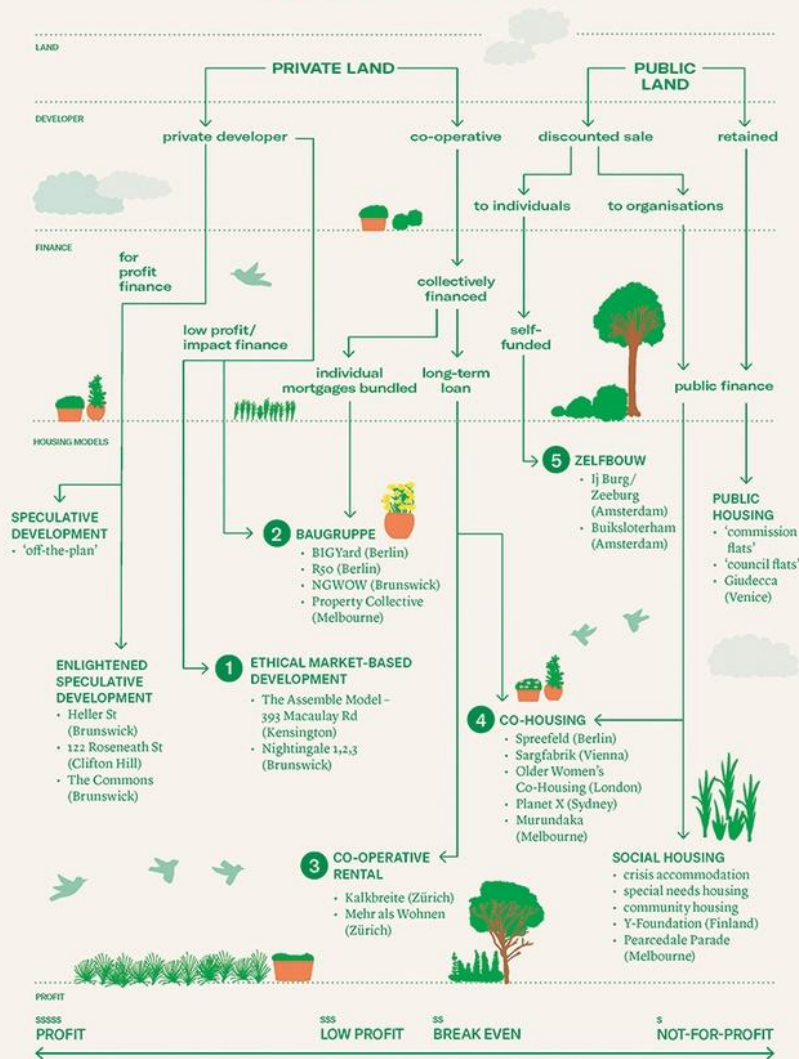 LAND
PRIVATE LAND
PUBLIC
LAND
DEVELOPER
private developer
co-operative
discounted sale
retained
to individuals
to organisations
FINANCE
for
profit
finance
collectively
financed
low profit/
impact finance
self-
funded
individual
mortgages bundled
long-term
loan
public finance
HOUSING MODELS
SPECULATIVE
DEVELOPMENT
• 'off-the-plan'
2 BAUGRUPPE
• BIGYard (Berlin)
• R50 (Berlin)
• NGWOW (Brunswick)
• Property Collective
(Melbourne)
5 ZELFBOUW
• Ij Burg/
Zeeburg
(Amsterdam)
• Buiksloterham
(Amsterdam)
PUBLIC
HOUSING
• 'commission
flats'
• 'council flats'
• Giudecca
(Venice)
ENLIGHTENED
SPECULATIVE
DEVELOPMENT
• Heller St
(Brunswick)
• 122 Roseneath St
(Clifton Hill)
• The Commons
(Brunswick)
1 ETHICAL MARKET-BASED
DEVELOPMENT
• The Assemble Model –
393 Macaulay Rd
(Kensington)
• Nightingale 1,2,3
(Brunswick)
4 CO-HOUSING
• Spreefeld (Berlin)
• Sargfabrik (Vienna)
• Older Women's
Co-Housing (London)
• Planet X (Sydney)
• Murundaka
(Melbourne)
3 CO-OPERATIVE
RENTAL
• Kalkbreite (Zürich)
• Mehr als Wohnen
(Zürich)
SOCIAL HOUSING
• crisis accommodation
• special needs housing
• community housing
• Y-Foundation (Finland)
• Pearcedale Parade
(Melbourne)
PROFIT
$$$$$
PROFIT
$$$
LOW PROFIT
$$
BREAK EVEN
$
NOT-FOR-PROFIT